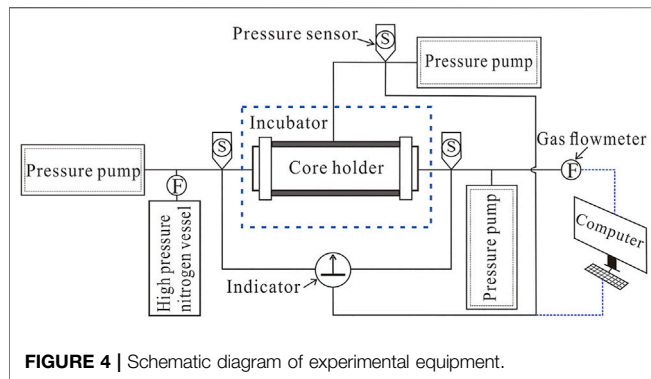 Pressure sensor
S
Pressure pump
Incubator
Gas flowmeter
S
S
Pressure pump
Core holder
F
F
High pressure
nitrogen vessel
Pressure pump
Computer
Indicator
FIGURE 4 | Schematic diagram of experimental equipment.